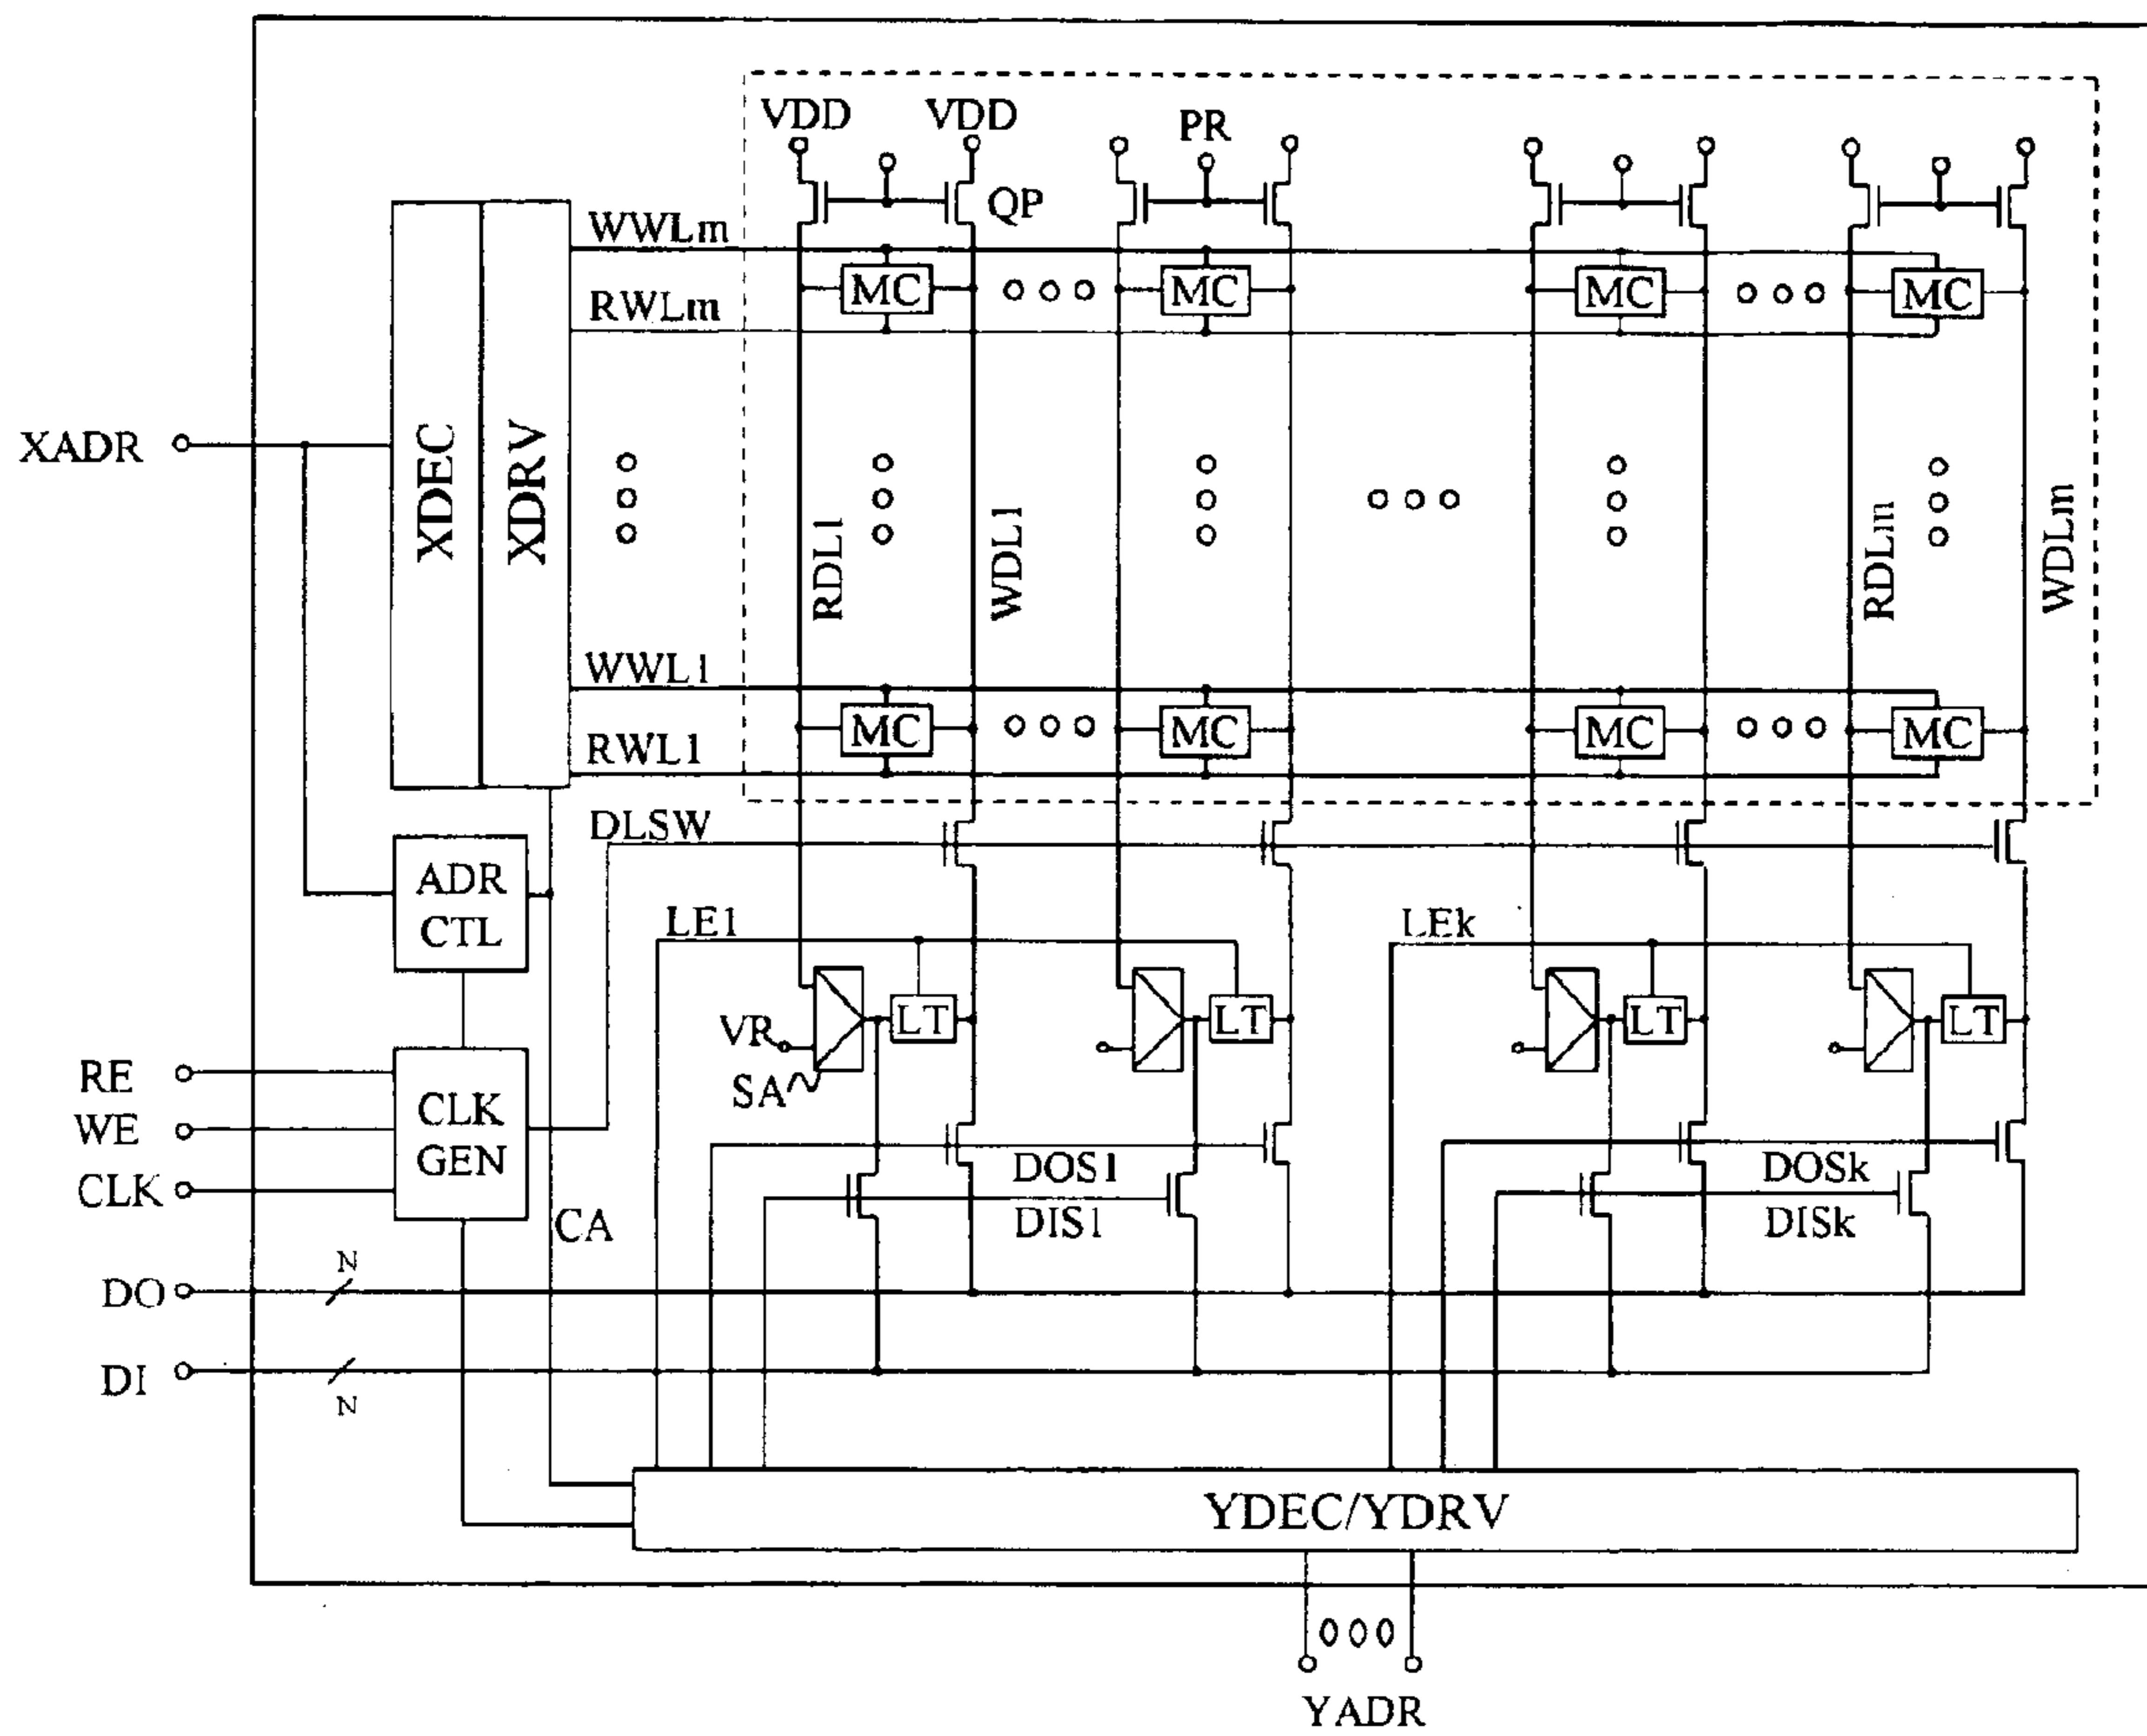 VDD VDD PR
QP
WWLm
MC MC MC MC
RWLm
XADR
XDEC
XDRV
RDL1
WDL1
RDLm
WDLm
WWL1
MC MC MC MC
RWL1
DLSW
ADR
CTL
LE1
LEk
LT LT LT LT
VR
SA
RE
WE
CLK
CLK
GEN
DOS1
DIS1
DOSk
DISk
CA
N
DO
DI
N
YDEC/YDRV
YADR